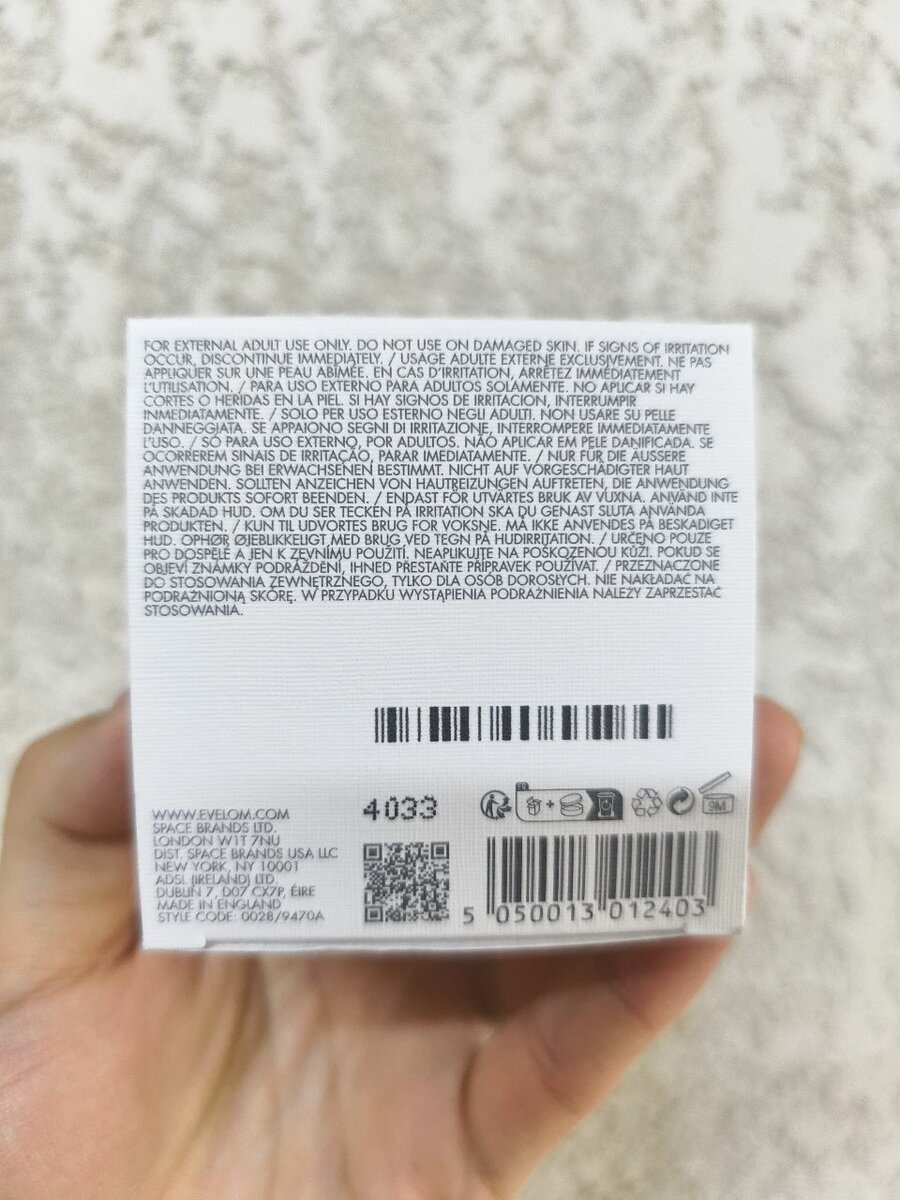 FOR EXTERNAL ADULT USE ONLY. DO NOT USE ON DAMAGED SKIN. IF SIGNS OF IRRITATION
OCCUR, DISCONTINUE IMMEDIATELY. / USAGE ADULTE EXTERNE EXCLUSIVEMENT. NE PAS
APPLIQUER SUR UNE PEAU ABÎMÉE. EN CAS D'IRRITATION, ARRÊTEZ IMMÉDIATEMENT
L'UTILISATION. / PARA USO EXTERNO PARA ADULTOS SOLAMENTE. NO APLICAR SI HAY
CORTES O HERIDAS EN LA PIEL. SI HAY SIGNOS DE IRRITACION, INTERRUMPIR
INMEDIATAMENTE. / SOLO PER USO ESTERNO NEGLI ADULTI. NON USARE SU PELLE
DANNEGGIATA. SE APPAIONO SEGNI DI IRRITAZIONE, INTERROMPERE IMMEDIATAMENTE
L'USO. / SÓ PARA USO EXTERNO, POR ADULTOS. NÃO APLICAR EM PELE DANIFICADA. SE
OCORREREM SINAIS DE IRRITAÇÃO, PARAR IMEDIATAMENTE. / NUR FÜR DIE ÄUSSERE
ANWENDUNG BEI ERWACHSENEN BESTIMMT. NICHT AUF VORGESCHÄDIGTER HAUT
ANWENDEN. SOLLTEN ANZEICHEN VON HAUTREIZUNGEN AUFTRETEN, DIE ANWENDUNG
DES PRODUKTS SOFORT BEENDEN. / ENDAST FÖR UTVÄRTES BRUK AV VUXNA. ANVÄND INTE
PÅ SKADAD HUD. OM DU SER TECKEN PÅ IRRITATION SKA DU GENAST SLUTA ANVÄNDA
PRODUKTEN. / KUN TIL UDVORTES BRUG FOR VOKSNE. MÅ IKKE ANVENDES PÅ BESKADIGET
HUD. OPHØR ØJEBLIKKELIGT MED BRUG VED TEGN PÅ HUDIRRITATION. / URČENO POUZE
PRO DOSPĚLÉ A JEN K ZEVNÍMU POUŽITÍ. NEAPLIKUJTE NA POŠKOZENOU KŮŽI. POKUD SE
OBJEVÍ ZNÁMKY PODRÁŽDĚNÍ, IHNED PŘESTAŇTE PŘÍPRAVEK POUŽÍVAT. / PRZEZNACZONE
DO STOSOWANIA ZEWNĘTRZNEGO, TYLKO DLA OSÓB DOROSŁYCH. NIE NAKŁADAĆ NA
PODRAŻNIONĄ SKÓRĘ. W PRZYPADKU WYSTĄPIENIA PODRAŻNIENIA NALEŻY ZAPRZESTAĆ
STOSOWANIA.
4033
FR
9M
WWW.EVELOM.COM
SPACE BRANDS LTD.
LONDON W1T 7NU
DIST. SPACE BRANDS USA LLC
NEW YORK, NY 10001
ADSL (IRELAND) LTD.
DUBLIN 7, D07 CX7P, ÉIRE
MADE IN ENGLAND
STYLE CODE: 0028/9470A
5 050013 012403